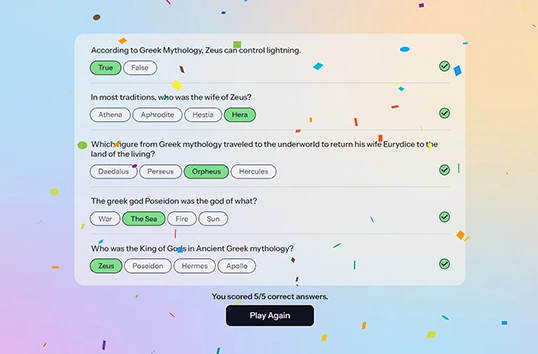 According to Greek Mythology, Zeus can control lightning.
True False
In most traditions, who was the wife of Zeus?
Athena Aphrodite Hestia Hera
Which figure from Greek mythology traveled to the underworld to return his wife Eurydice to the
land of the living?
Daedalus Perseus Orpheus Hercules
The greek god Poseidon was the god of what?
War The Sea Fire Sun
Who was the King of Gods in Ancient Greek mythology?
Zeus Poseidon Hermes Apollo
You scored 5/5 correct answers.
Play Again